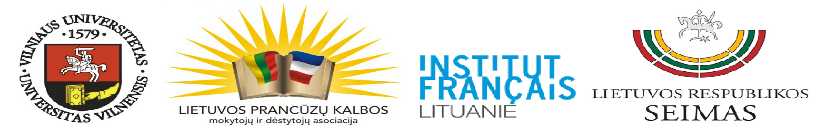 VILNIAUS UNIVERSITETAS
·1579·
UNIVERSITAS VILNENSIS
LIETUVOS PRANCŪZŲ KALBOS
mokytojų ir dėstytojų asociacija
INSTITUT
FRANÇAIS
LITUANIE
LIETUVOS RESPUBLIKOS
SEIMAS